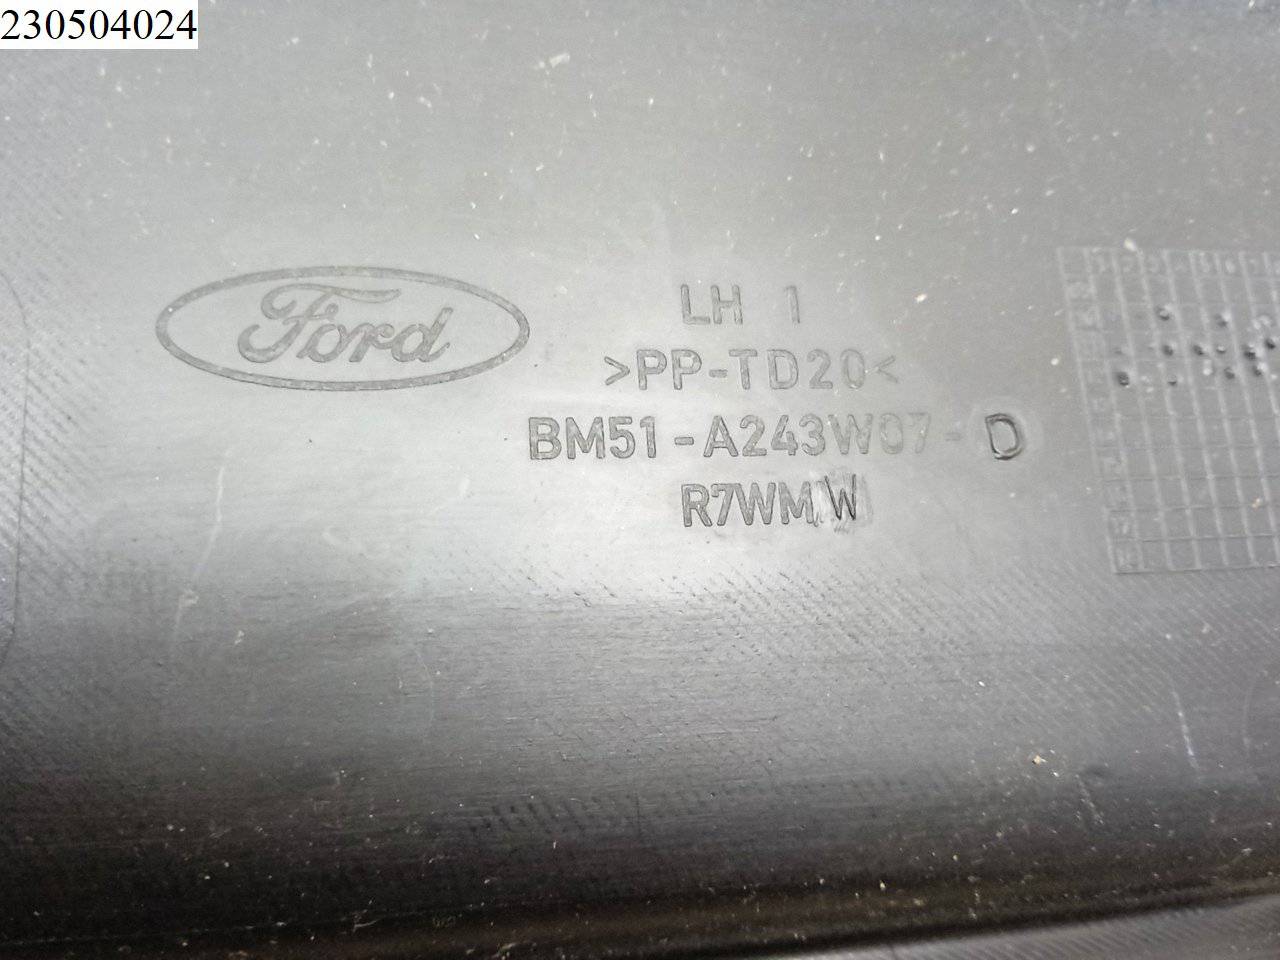 230504024
Ford
LH 1
>PP-TD20<
BM51-A243W07-D
R7WMW